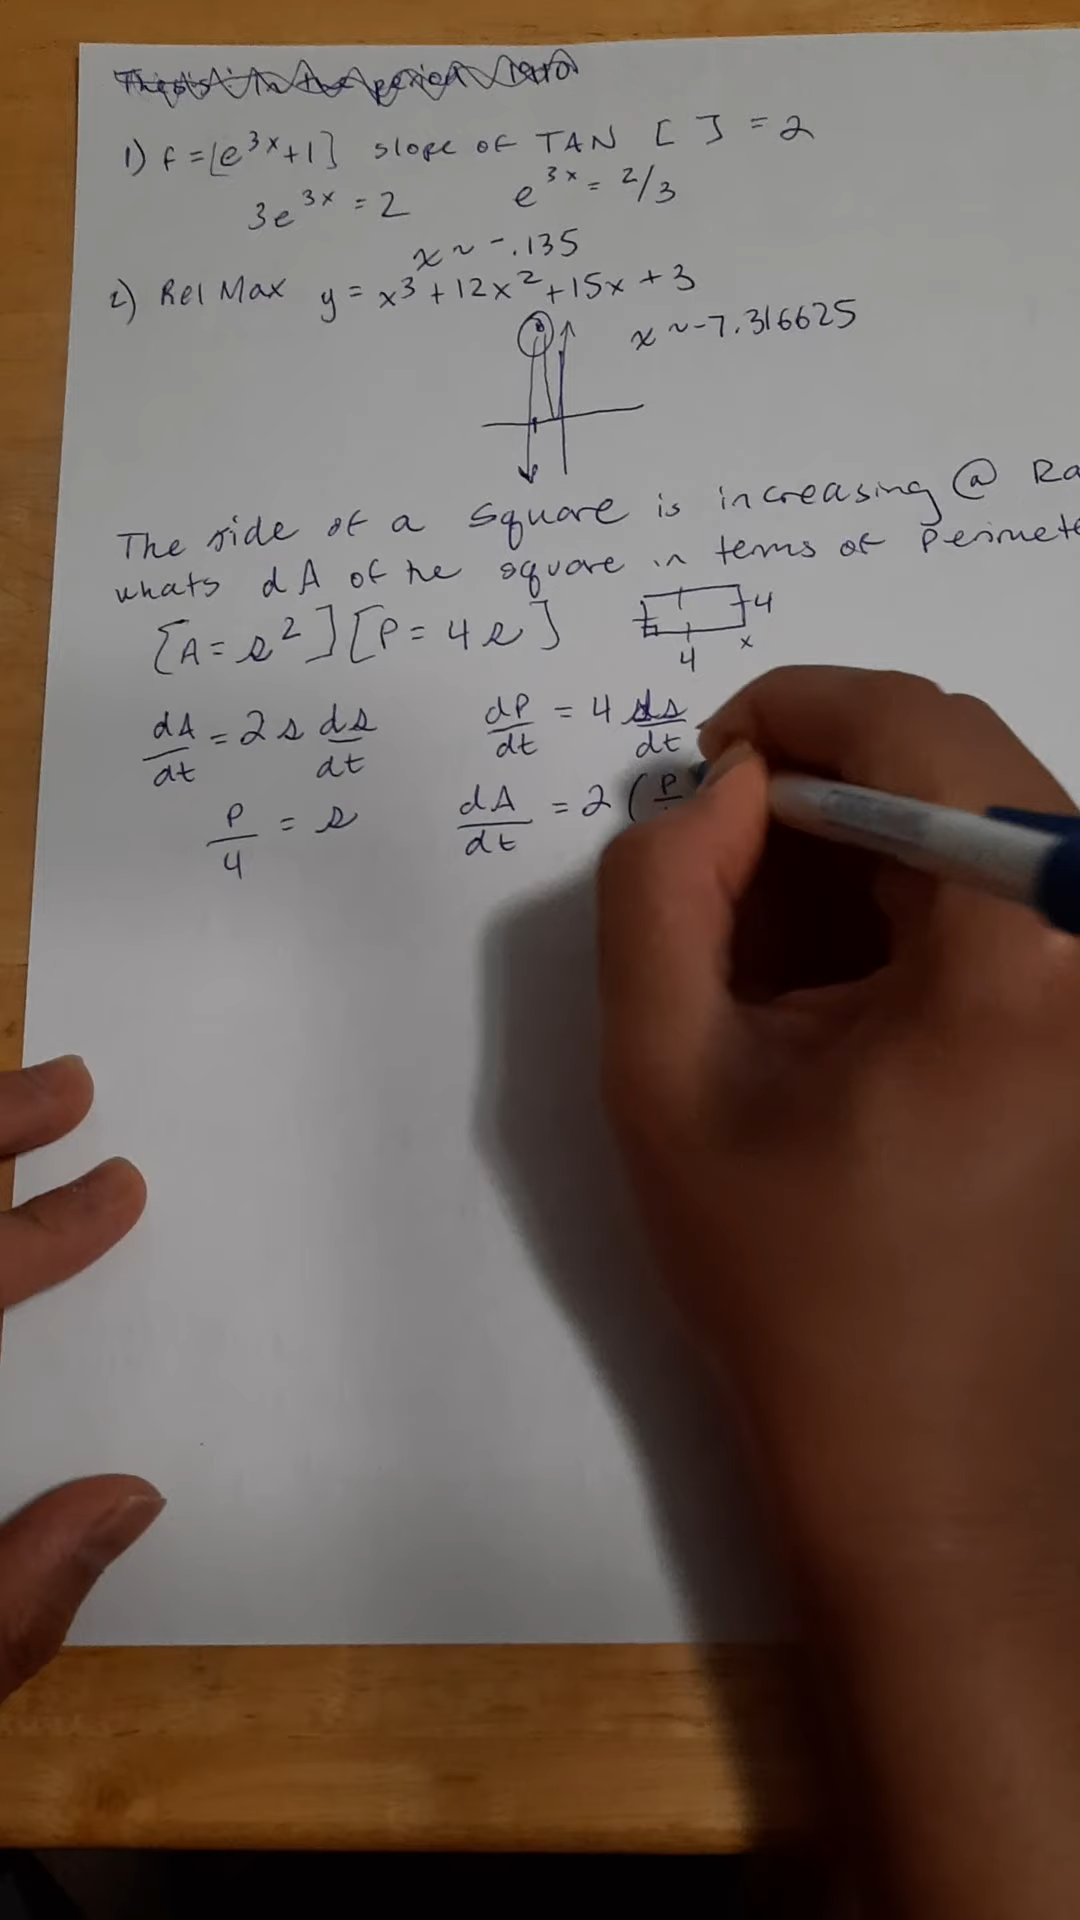 1) f = [e^3x + 1] slope of TAN [ ] = 2
3e^3x = 2 e^3x = 2/3
x ~ -.135
2) Rel Max y = x^3 + 12x^2 + 15x + 3
x ~ -7.316625
The side of a square is increasing @
whats dA of the square in terms of
[A = s^2] [P = 4s]
4
4 x
dA/dt = 2s ds/dt dP/dt = 4 ds/dt
P/4 = s dA/dt = 2 (P